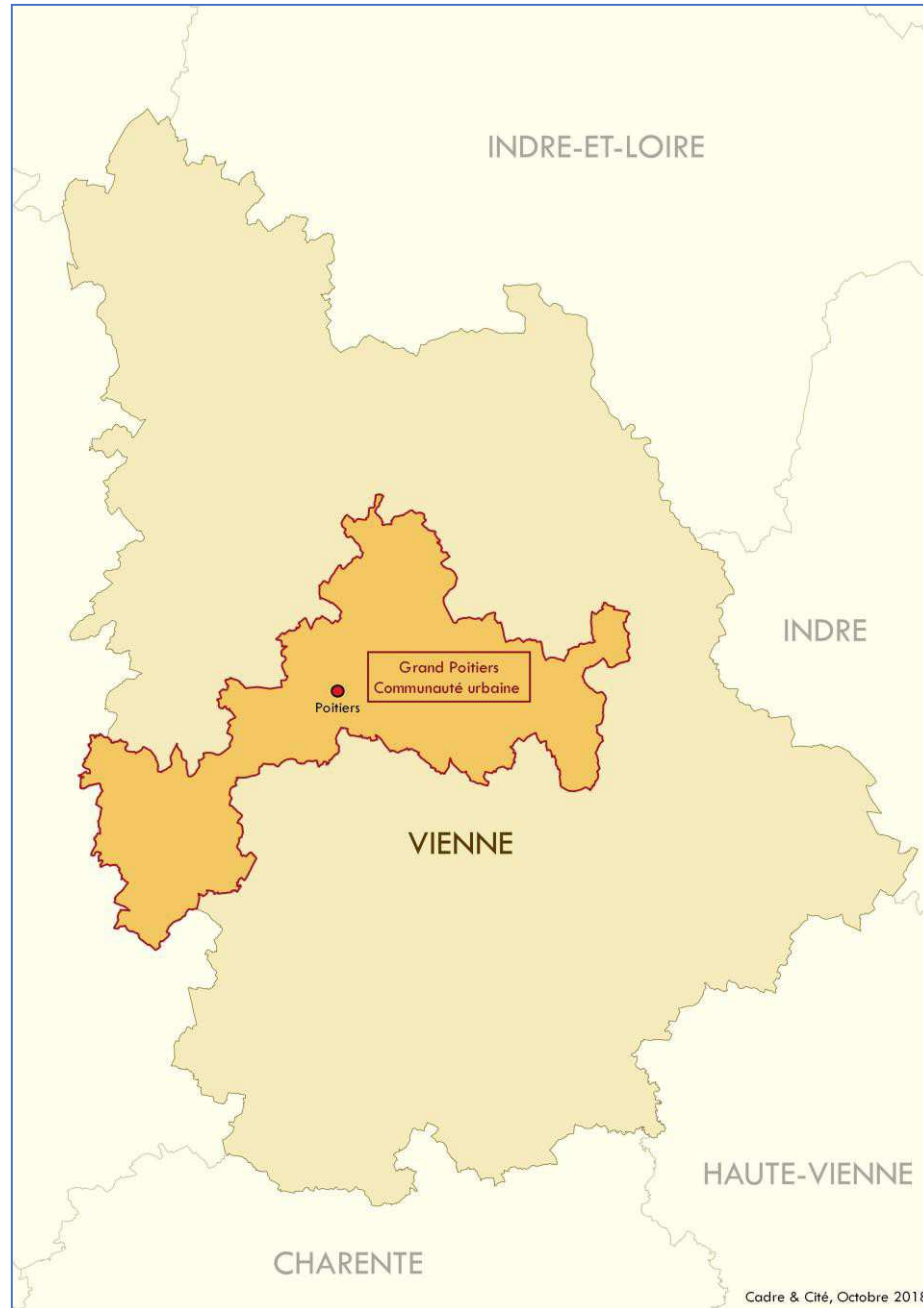 INDRE-ET-LOIRE
INDRE
Grand Poitiers
Communauté urbaine
Poitiers
VIENNE
HAUTE-VIENNE
CHARENTE
Cadre & Cité, Octobre 2018